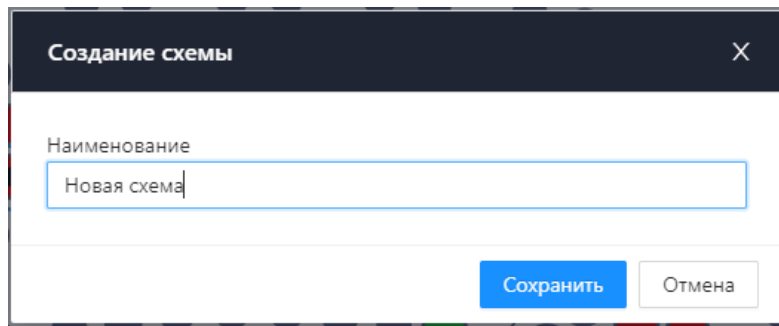 Создание схемы
Наименование
Новая схема
Сохранить Отмена